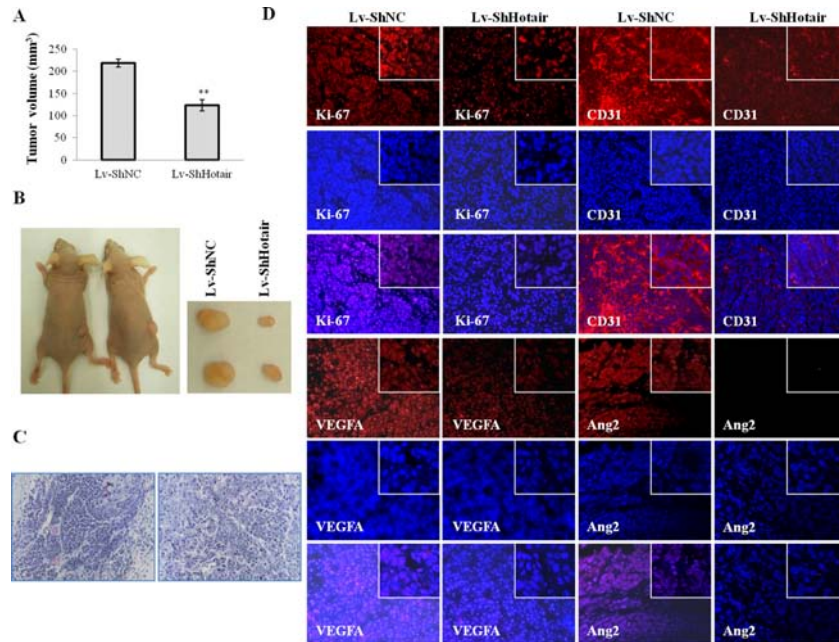 A
Tumor volume (mm³)
250
200
150
100
50
0
**
Lv-ShNC
Lv-ShHotair
B
Lv-ShNC
Lv-ShHotair
C
D
Lv-ShNC
Lv-ShHotair
Lv-ShNC
Lv-ShHotair
Ki-67
Ki-67
CD31
CD31
Ki-67
Ki-67
CD31
CD31
Ki-67
Ki-67
CD31
CD31
VEGFA
VEGFA
Ang2
Ang2
VEGFA
VEGFA
Ang2
Ang2
VEGFA
VEGFA
Ang2
Ang2